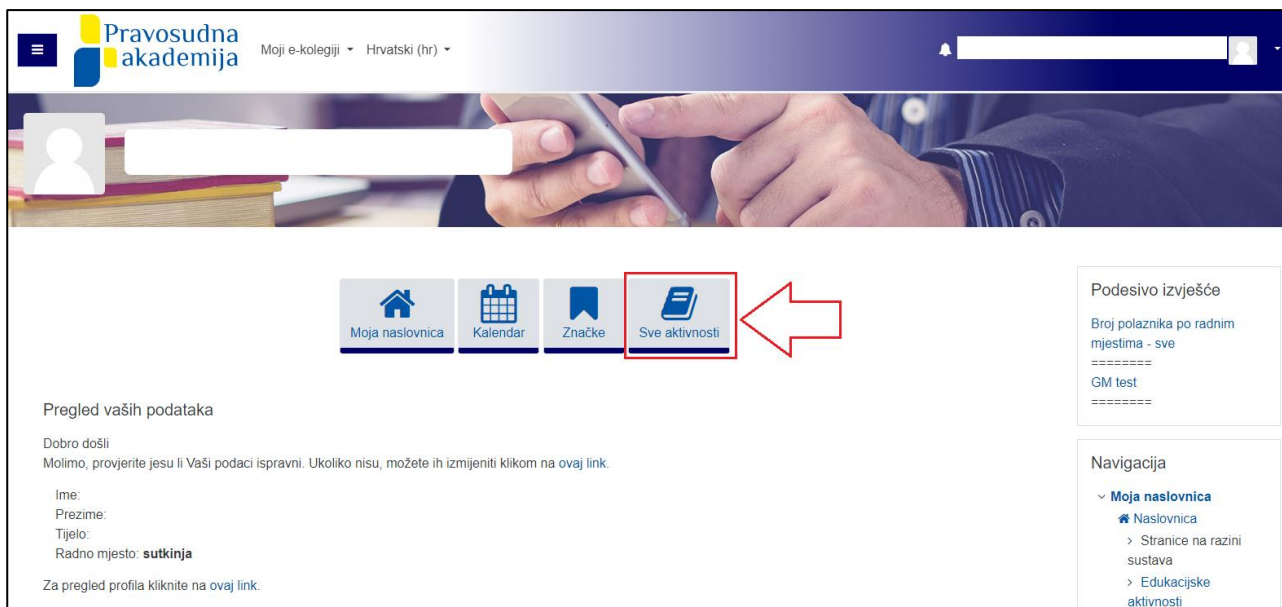 Pravosudna
akademija
Moji e-kolegiji
Hrvatski (hr)
Moja naslovnica
Kalendar
Značke
Sve aktivnosti
Pregled vaših podataka
Dobro došli
Molimo, provjerite jesu li Vaši podaci ispravni. Ukoliko nisu, možete ih izmijeniti klikom na ovaj link.
Ime:
Prezime:
Tijelo:
Radno mjesto: sutkinja
Za pregled profila kliknite na ovaj link.
Podesivo izvješće
Broj polaznika po radnim
mjestima - sve
========
GM test
========
Navigacija
Moja naslovnica
Naslovnica
Stranice na razini
sustava
Edukacijske
aktivnosti